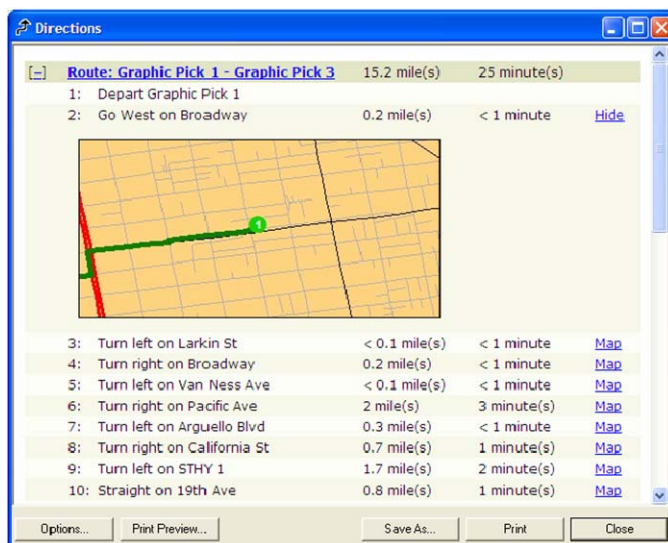 Directions
[-] Route: Graphic Pick 1 - Graphic Pick 3 15.2 mile(s) 25 minute(s)
1: Depart Graphic Pick 1
2: Go West on Broadway 0.2 mile(s) < 1 minute Hide
1
3: Turn left on Larkin St < 0.1 mile(s) < 1 minute Map
4: Turn right on Broadway 0.2 mile(s) < 1 minute Map
5: Turn left on Van Ness Ave < 0.1 mile(s) < 1 minute Map
6: Turn right on Pacific Ave 2 mile(s) 3 minute(s) Map
7: Turn left on Arguello Blvd 0.3 mile(s) < 1 minute Map
8: Turn right on California St 0.7 mile(s) 1 minute(s) Map
9: Turn left on STHY 1 1.7 mile(s) 2 minute(s) Map
10: Straight on 19th Ave 0.8 mile(s) 1 minute(s) Map
Options... Print Preview... Save As... Print Close